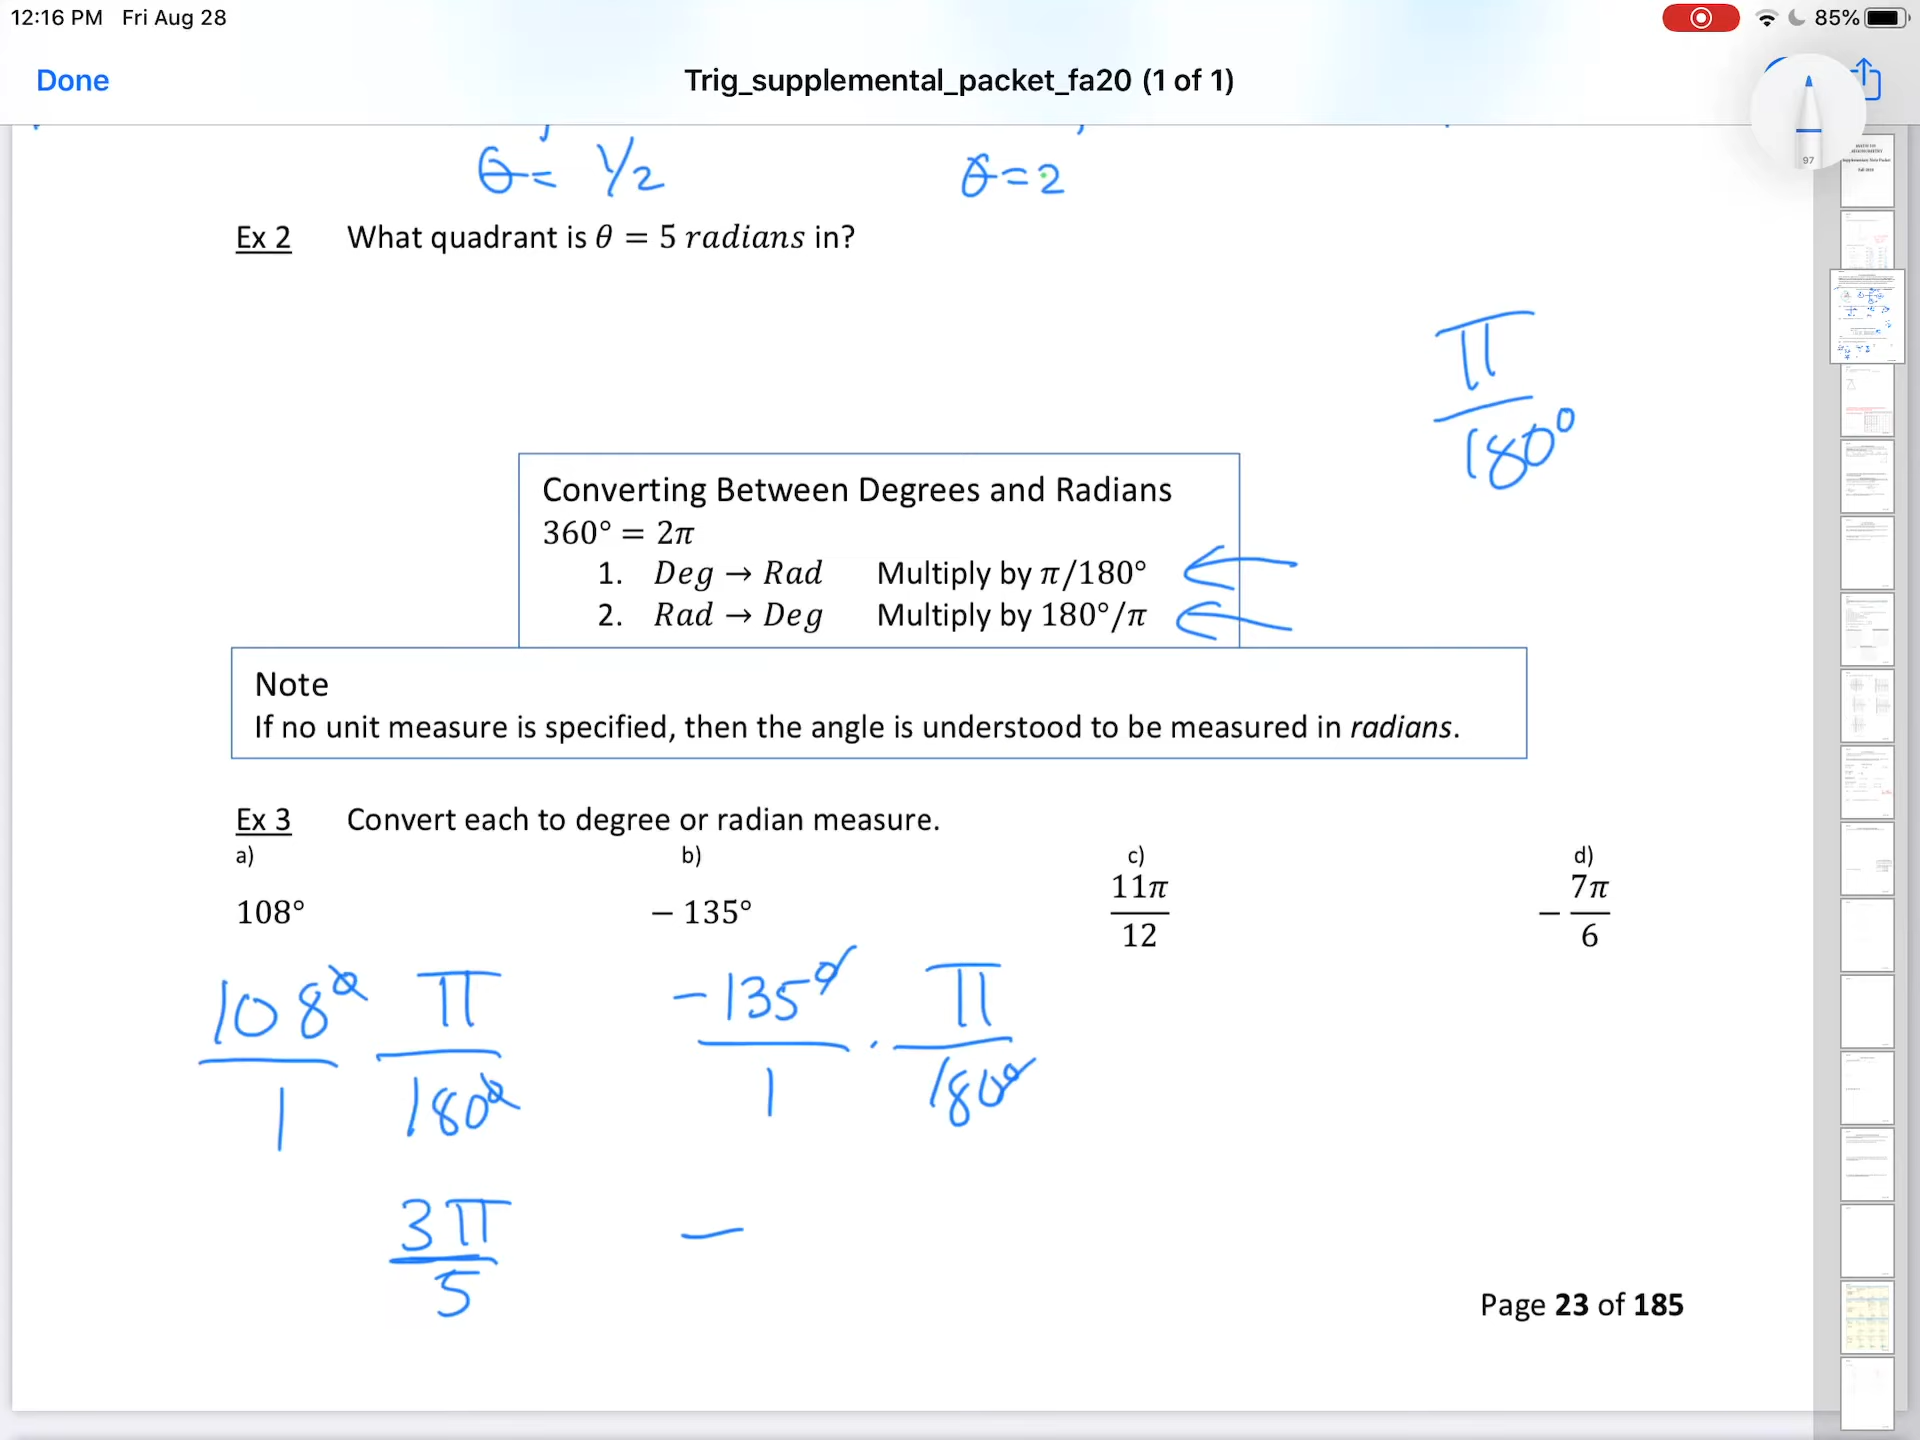 12:16 PM Fri Aug 28
85%
Done
Trig_supplemental_packet_fa20 (1 of 1)
97
θ = 1/2
θ = 2
Ex 2 What quadrant is θ = 5 radians in?
π
180°
Converting Between Degrees and Radians
360° = 2π
1. Deg → Rad Multiply by π/180°
2. Rad → Deg Multiply by 180°/π
Note
If no unit measure is specified, then the angle is understood to be measured in radians.
Ex 3 Convert each to degree or radian measure.
a) b) c) d)
108° − 135° 11π/12 − 7π/6
108° π −135° · π
1 180° 1 180°
3π −
5
Page 23 of 185